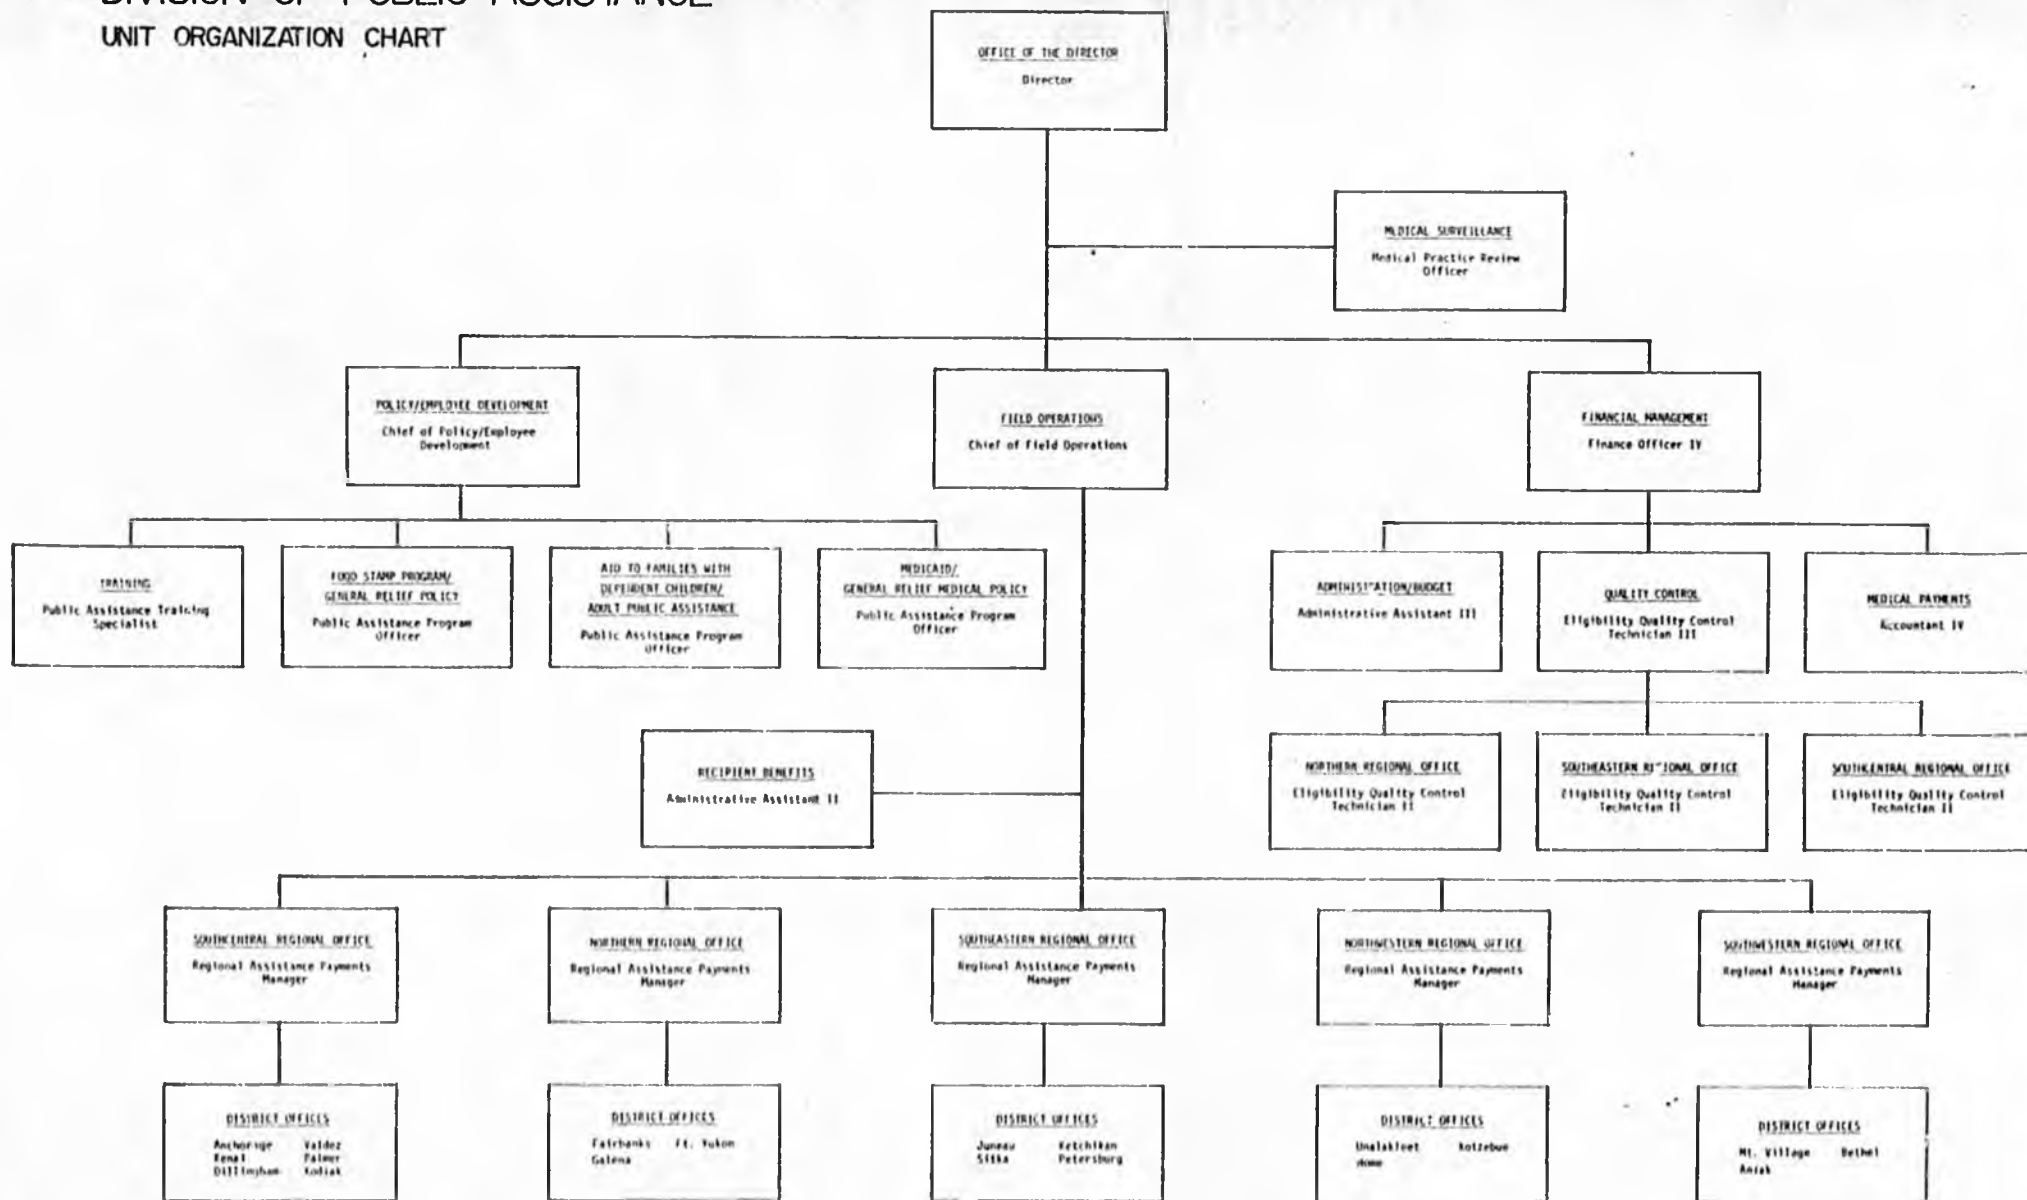 DIVISION OF PUBLIC ASSISTANCE
UNIT ORGANIZATION CHART
OFFICE OF THE DIRECTOR
Director
MEDICAL SURVEILLANCE
Medical Practice Review
Officer
POLICY/EMPLOYEE DEVELOPMENT
Chief of Policy/Employee
Development
FIELD OPERATIONS
Chief of Field Operations
FINANCIAL MANAGEMENT
Finance Officer IV
TRAINING
Public Assistance Training
Specialist
FOOD STAMP PROGRAM/
GENERAL RELIEF POLICY
Public Assistance Program
Officer
AID TO FAMILIES WITH
DEPENDENT CHILDREN/
ADULT PUBLIC ASSISTANCE
Public Assistance Program
Officer
MEDICAID/
GENERAL RELIEF MEDICAL POLICY
Public Assistance Program
Officer
ADMINISTRATION/BUDGET
Administrative Assistant III
QUALITY CONTROL
Eligibility Quality Control
Technician III
MEDICAL PAYMENTS
Accountant IV
RECIPIENT BENEFITS
Administrative Assistant II
NORTHERN REGIONAL OFFICE
Eligibility Quality Control
Technician II
SOUTHEASTERN REGIONAL OFFICE
Eligibility Quality Control
Technician II
SOUTHCENTRAL REGIONAL OFFICE
Eligibility Quality Control
Technician II
SOUTHCENTRAL REGIONAL OFFICE
Regional Assistance Payments
Manager
NORTHERN REGIONAL OFFICE
Regional Assistance Payments
Manager
SOUTHEASTERN REGIONAL OFFICE
Regional Assistance Payments
Manager
NORTHWESTERN REGIONAL OFFICE
Regional Assistance Payments
Manager
SOUTHWESTERN REGIONAL OFFICE
Regional Assistance Payments
Manager
DISTRICT OFFICES
Anchorage Valdez
Kenai Palmer
Dillingham Kodiak
DISTRICT OFFICES
Fairbanks Ft. Yukon
Galena
DISTRICT OFFICES
Juneau Ketchikan
Sitka Petersburg
DISTRICT OFFICES
Unalakleet Kotzebue
Nome
DISTRICT OFFICES
Mt. Village Bethel
Aniak